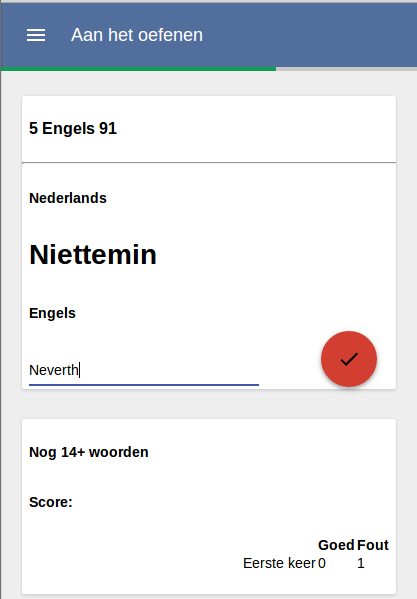 Aan het oefenen
5 Engels 91
Nederlands
Niettemin
Engels
Neverth
Nog 14+ woorden
Score:
Goed Fout
Eerste keer 0 1